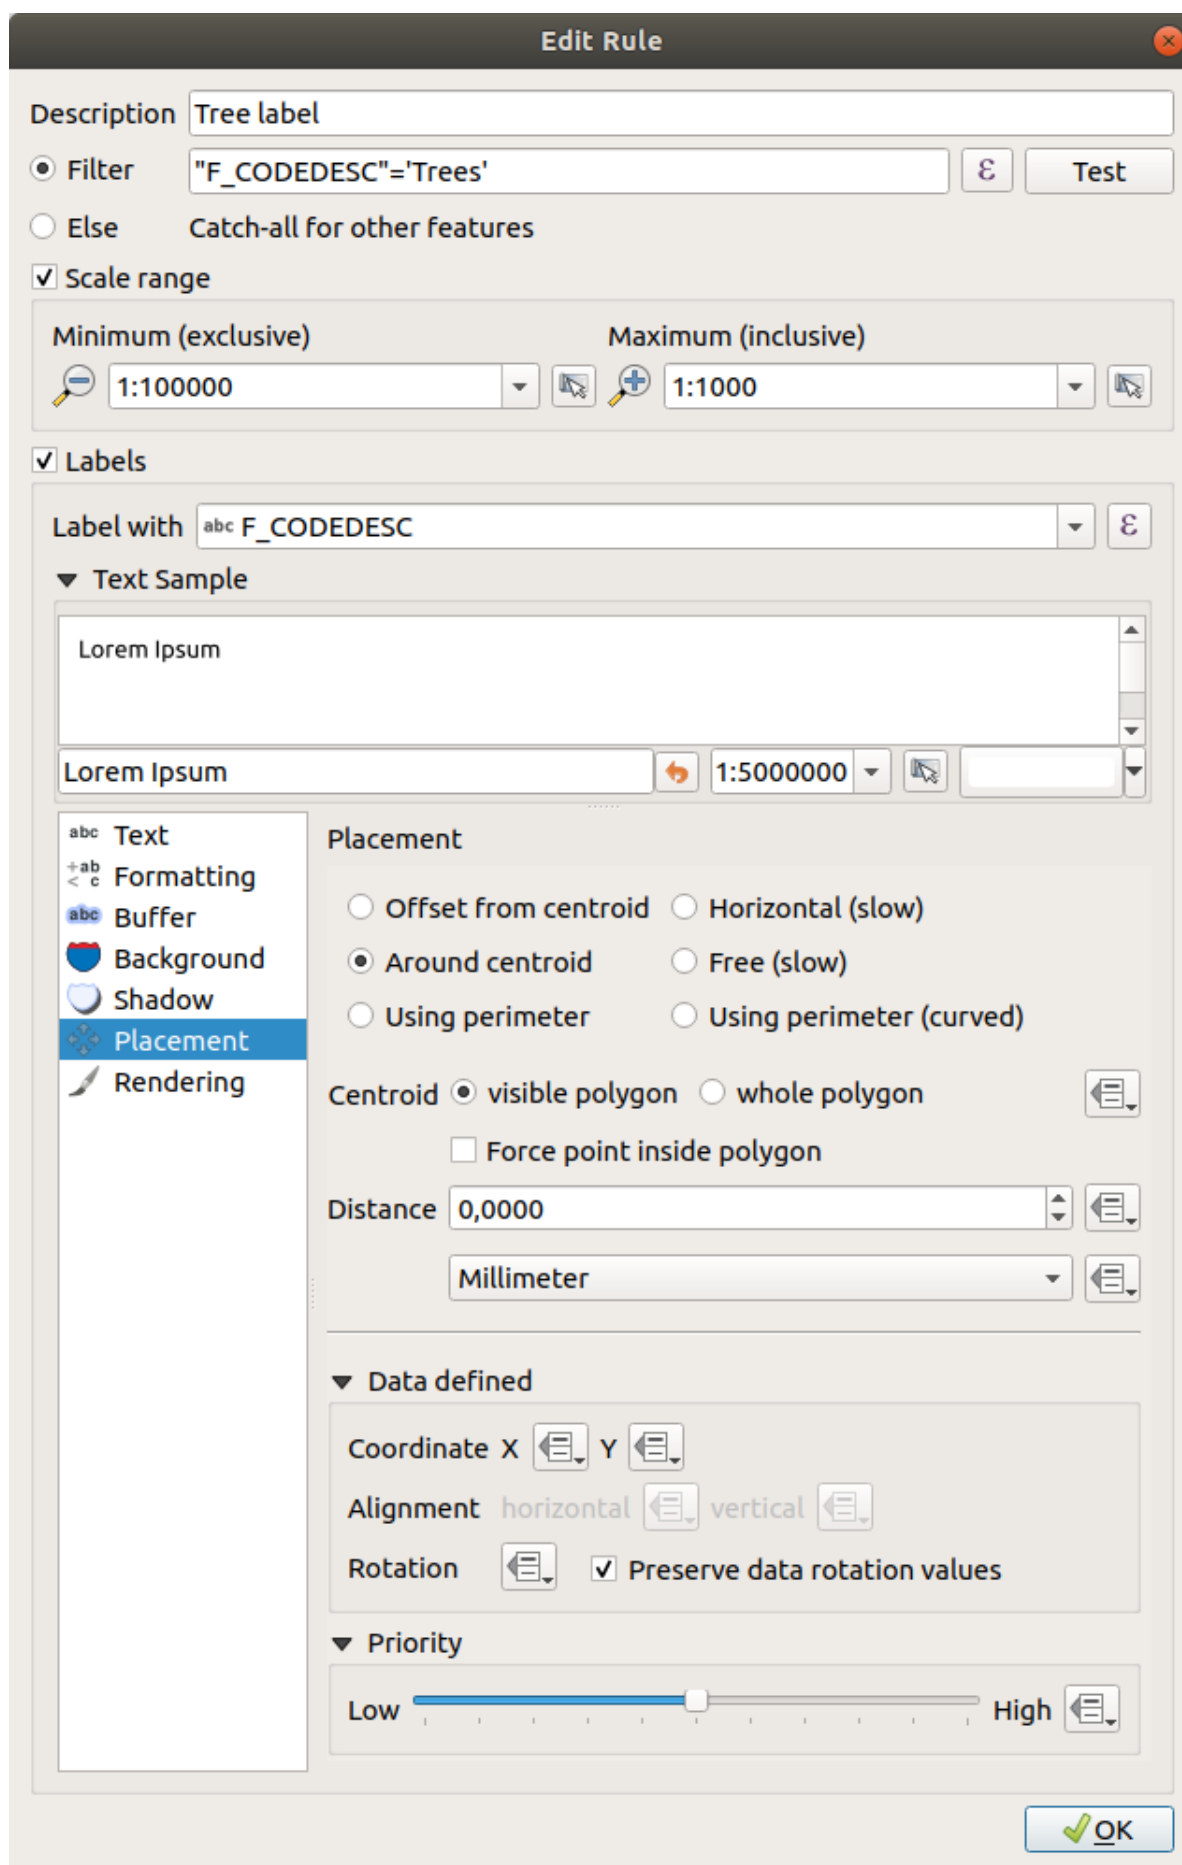 Edit Rule
Description Tree label
Filter "F_CODEDESC"='Trees' ε Test
Else Catch-all for other features
Scale range
Minimum (exclusive) Maximum (inclusive)
1:100000 1:1000
Labels
Label with abc F_CODEDESC ε
Text Sample
Lorem Ipsum
Lorem Ipsum 1:5000000
abc Text
+ab < c Formatting
abc Buffer
Background
Shadow
Placement
Rendering
Placement
Offset from centroid Horizontal (slow)
Around centroid Free (slow)
Using perimeter Using perimeter (curved)
Centroid visible polygon whole polygon
Force point inside polygon
Distance 0,0000
Millimeter
Data defined
Coordinate X Y
Alignment horizontal vertical
Rotation Preserve data rotation values
Priority
Low High
OK